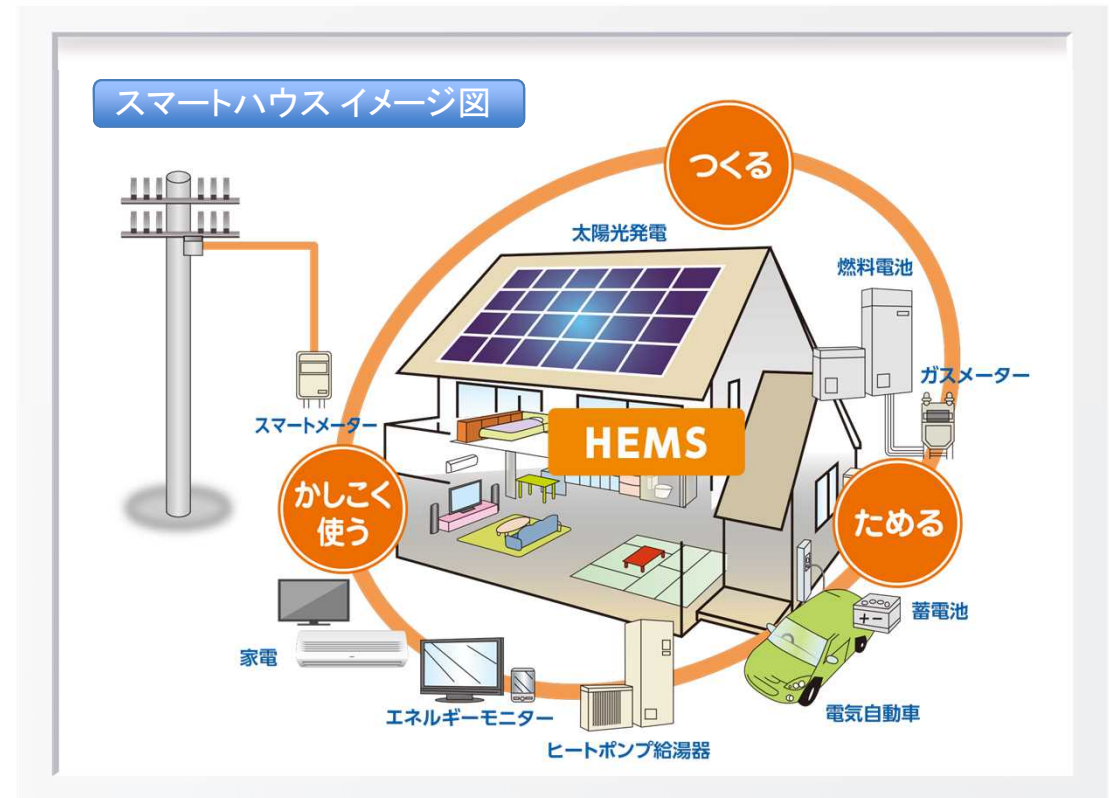 スマートハウス イメージ図
つくる
太陽光発電
燃料電池
ガスメーター
スマートメーター
HEMS
かしこく
使う
ためる
蓄電池
家電
エネルギーモニター
電気自動車
ヒートポンプ給湯器